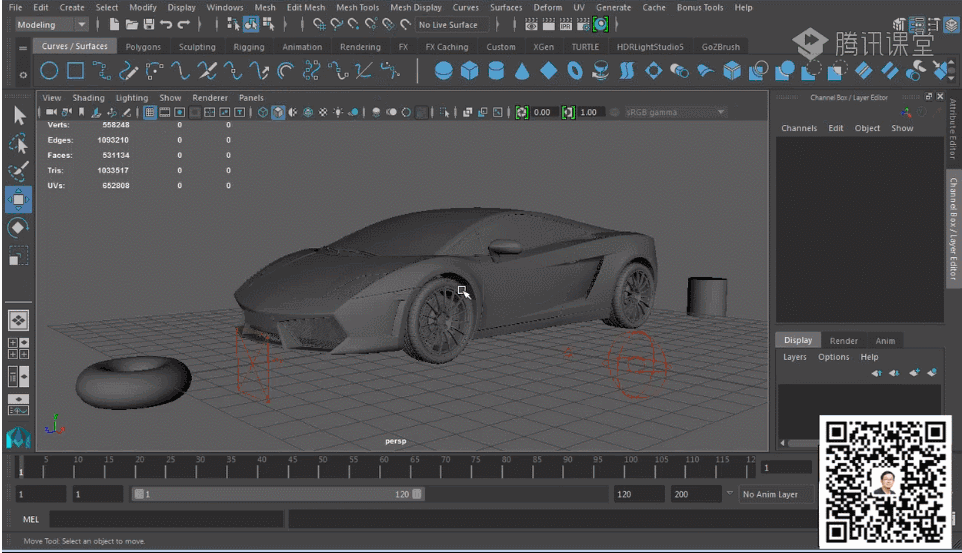 File Edit Create Select Modify Display Windows Mesh Edit Mesh Mesh Tools Mesh Display Curves Surfaces Deform UV Generate Cache Bonus Tools Help
Modeling No Live Surface
腾讯课堂
Curves / Surfaces Polygons Sculpting Rigging Animation Rendering FX FX Caching Custom XGen TURTLE HDRLightStudio5 GoZBrush
View Shading Lighting Show Renderer Panels
0.00 1.00 sRGB gamma
Verts: 558248 0 0
Edges: 1093210 0 0
Faces: 531134 0 0
Tris: 1033517 0 0
UVs: 652808 0 0
persp
Channel Box / Layer Editor
Channels Edit Object Show
Attribute Editor
Channel Box / Layer Editor
Display Render Anim
Layers Options Help
5 10 15 20 25 30 35 40 45 50 55 60 65 70 75 80 85 90 95 100 105 110 115 12
1 1
1 1 1 120 120 200 No Anim Layer
MEL
Move Tool: Select an object to move.